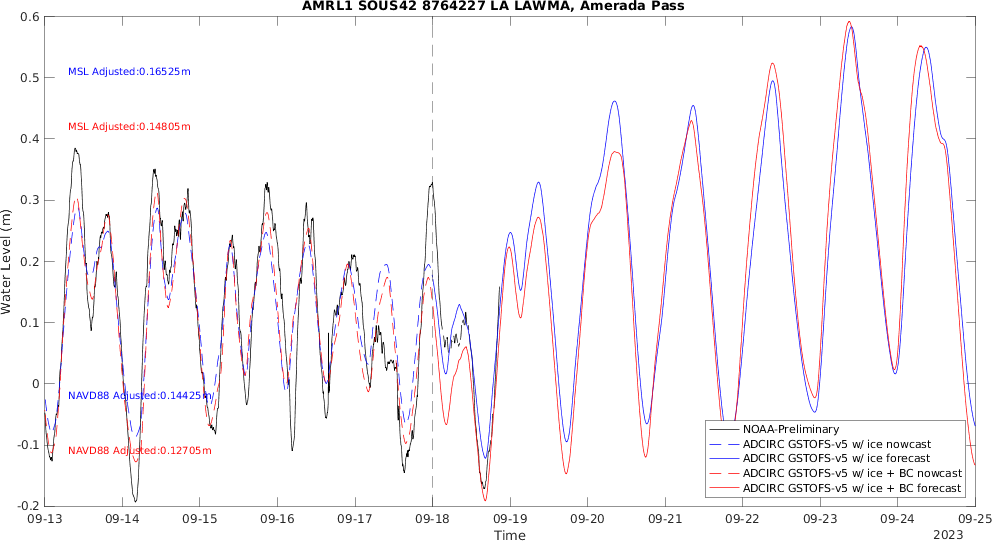 AMRL1 SOUS42 8764227 LA LAWMA, Amerada Pass
0.6
0.5
0.4
0.3
0.2
0.1
0
-0.1
-0.2
Water Level (m)
MSL Adjusted:0.16525m
MSL Adjusted:0.14805m
NAVD88 Adjusted:0.14425m
NAVD88 Adjusted:0.12705m
NOAA-Preliminary
ADCIRC GSTOFS-v5 w/ ice nowcast
ADCIRC GSTOFS-v5 w/ ice forecast
ADCIRC GSTOFS-v5 w/ ice + BC nowcast
ADCIRC GSTOFS-v5 w/ ice + BC forecast
09-13 09-14 09-15 09-16 09-17 09-18 09-19 09-20 09-21 09-22 09-23 09-24 09-25
Time
2023